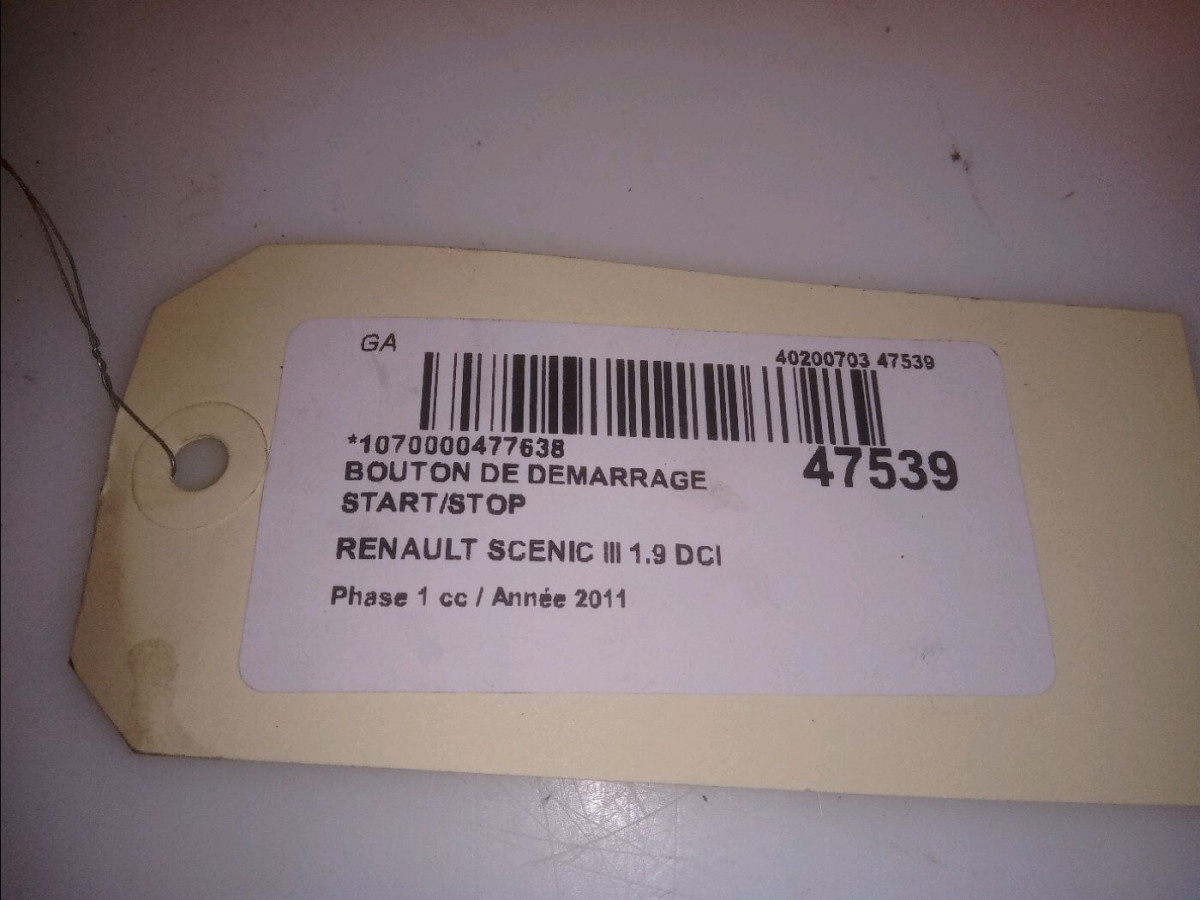 GA
40200703 47539
*1070000477638
47539
BOUTON DE DEMARRAGE
START/STOP
RENAULT SCENIC III 1.9 DCI
Phase 1 cc / Année 2011